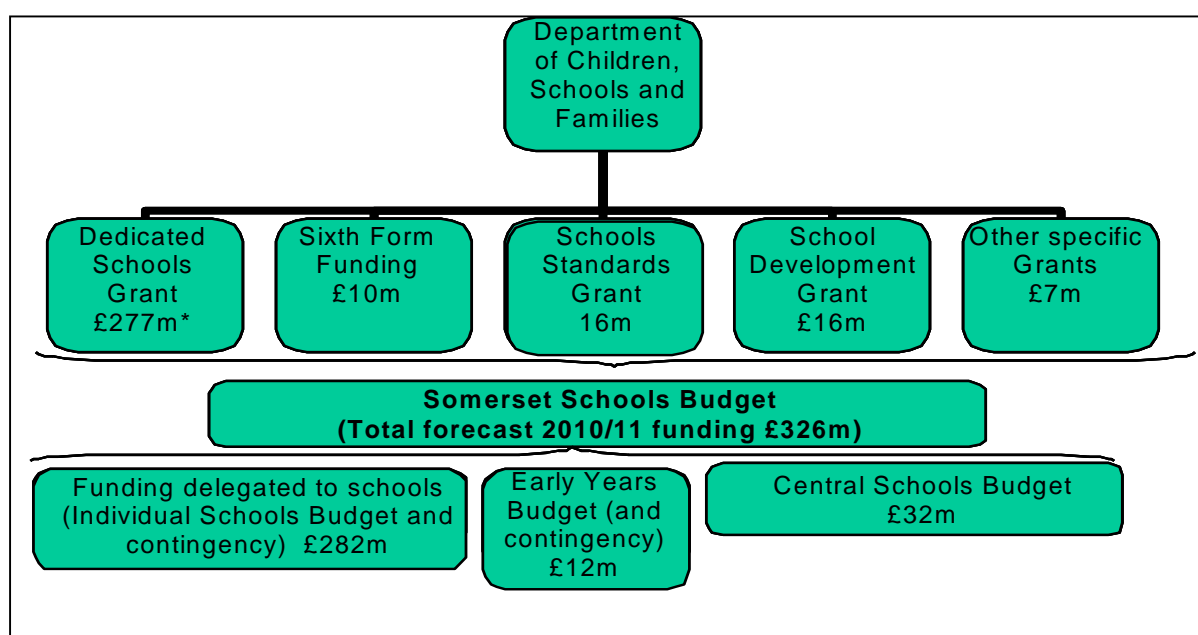 Department
of Children,
Schools and
Families
Dedicated
Schools
Grant
£277m*
Sixth Form
Funding
£10m
Schools
Standards
Grant
16m
School
Development
Grant
£16m
Other specific
Grants
£7m
Somerset Schools Budget
(Total forecast 2010/11 funding £326m)
Funding delegated to schools
(Individual Schools Budget and
contingency) £282m
Early Years
Budget (and
contingency)
£12m
Central Schools Budget
£32m